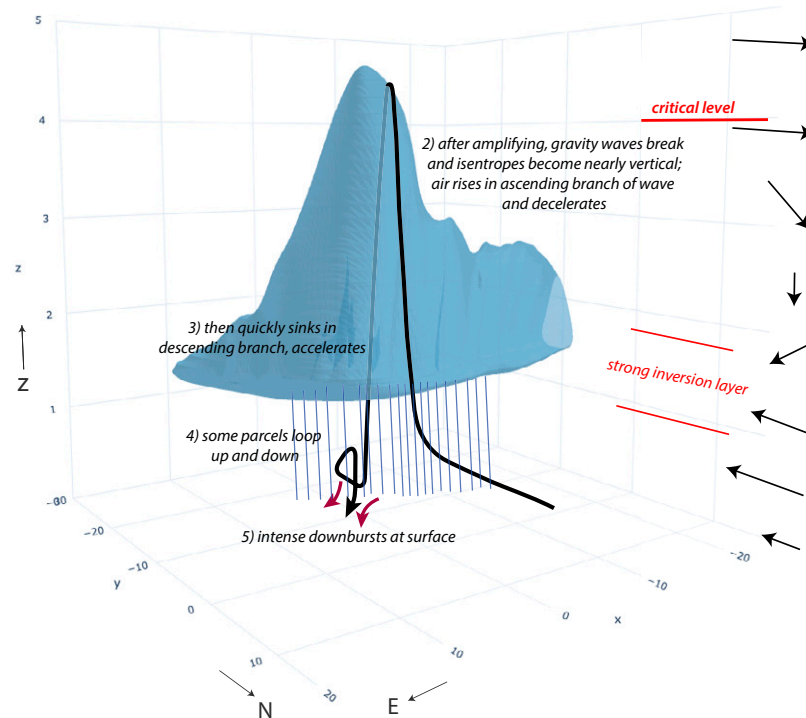 5
critical level
4
2) after amplifying, gravity waves break
and isentropes become nearly vertical;
air rises in ascending branch of wave
and decelerates
3
z
2
3) then quickly sinks in
descending branch, accelerates
strong inversion layer
Z
1
4) some parcels loop
up and down
−20
−10
0
10
20
y
5) intense downbursts at surface
−20
−10
0
10
x
N
E